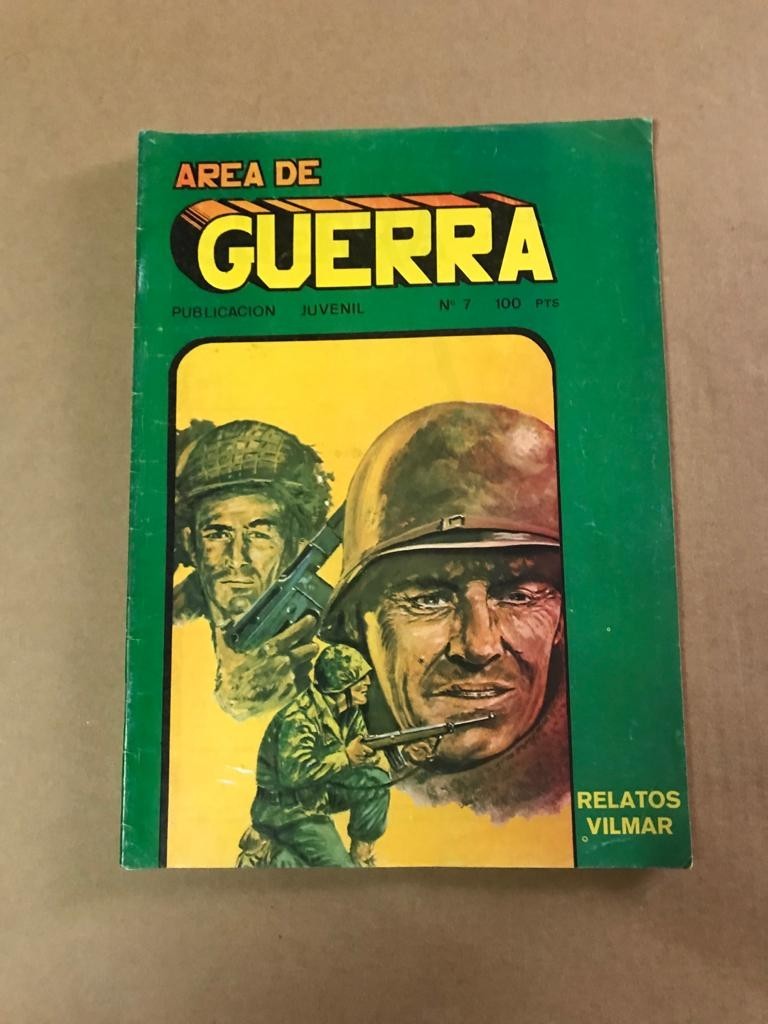 AREA DE
GUERRA
PUBLICACION JUVENIL Nº 7 100 PTS
RELATOS
VILMAR